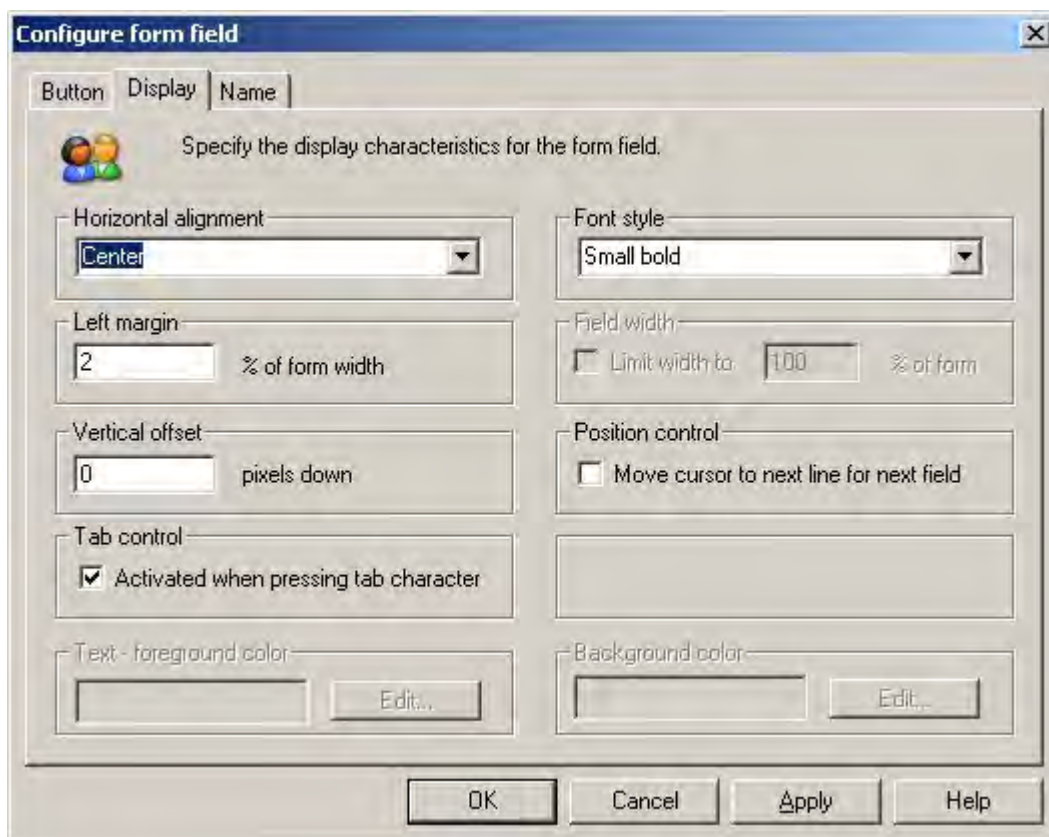 Configure form field
Button Display Name
Specify the display characteristics for the form field.
Horizontal alignment
Center
Font style
Small bold
Left margin
2 % of form width
Field width
Limit width to 100 % of form
Vertical offset
0 pixels down
Position control
Move cursor to next line for next field
Tab control
Activated when pressing tab character
Text - foreground color
Edit...
Background color
Edit...
OK Cancel Apply Help